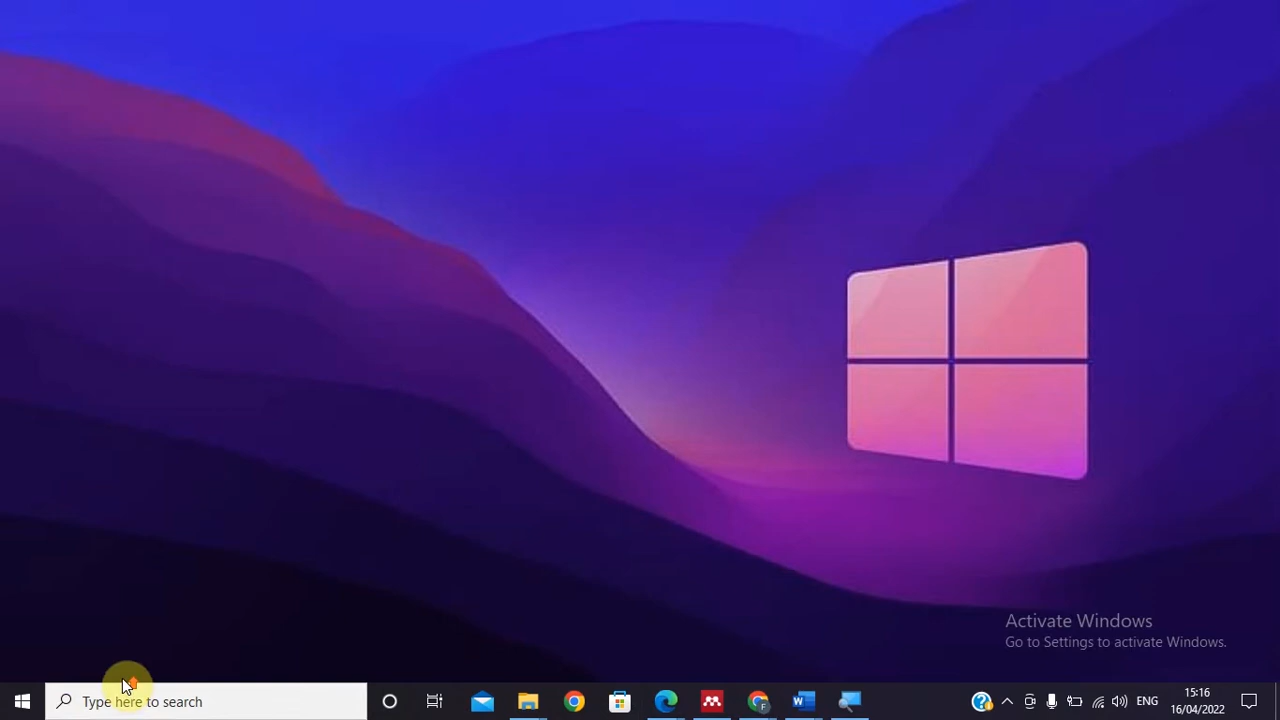 Activate Windows
Go to Settings to activate Windows.
Type here to search
F
ENG
15:16
16/04/2022